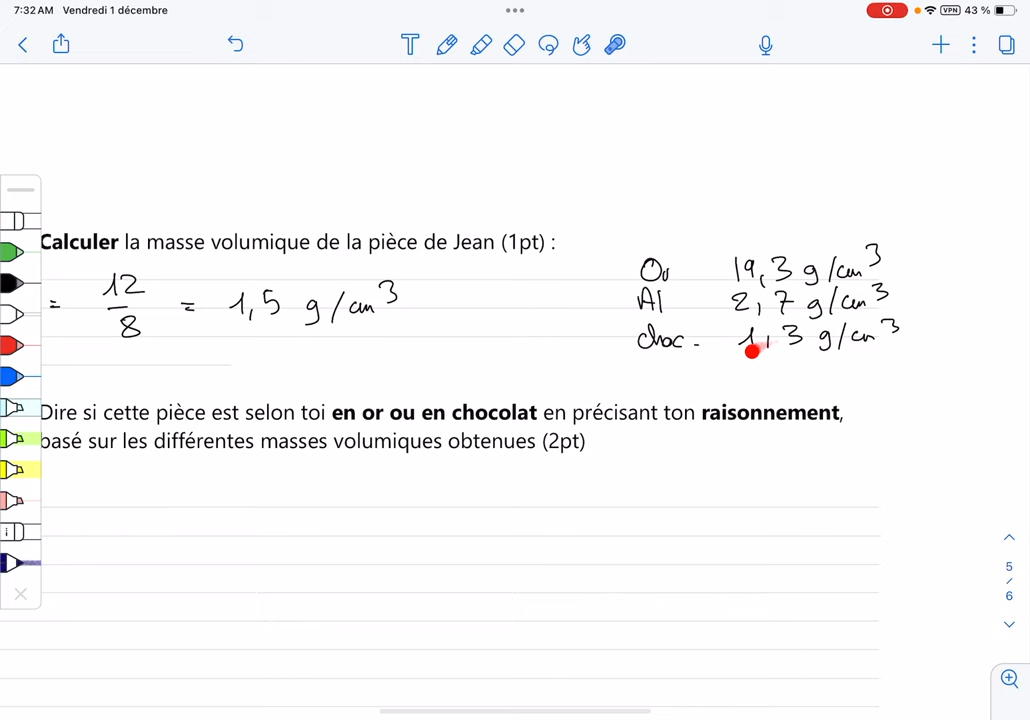 7:32 AM Vendredi 1 décembre
VPN 43 %
Calculer la masse volumique de la pièce de Jean (1pt) :
= 12/8 = 1,5 g/cm³
Or 19,3 g/cm³
Al 2,7 g/cm³
choc - 1,3 g/cm³
Dire si cette pièce est selon toi en or ou en chocolat en précisant ton raisonnement,
basé sur les différentes masses volumiques obtenues (2pt)
5
/
6